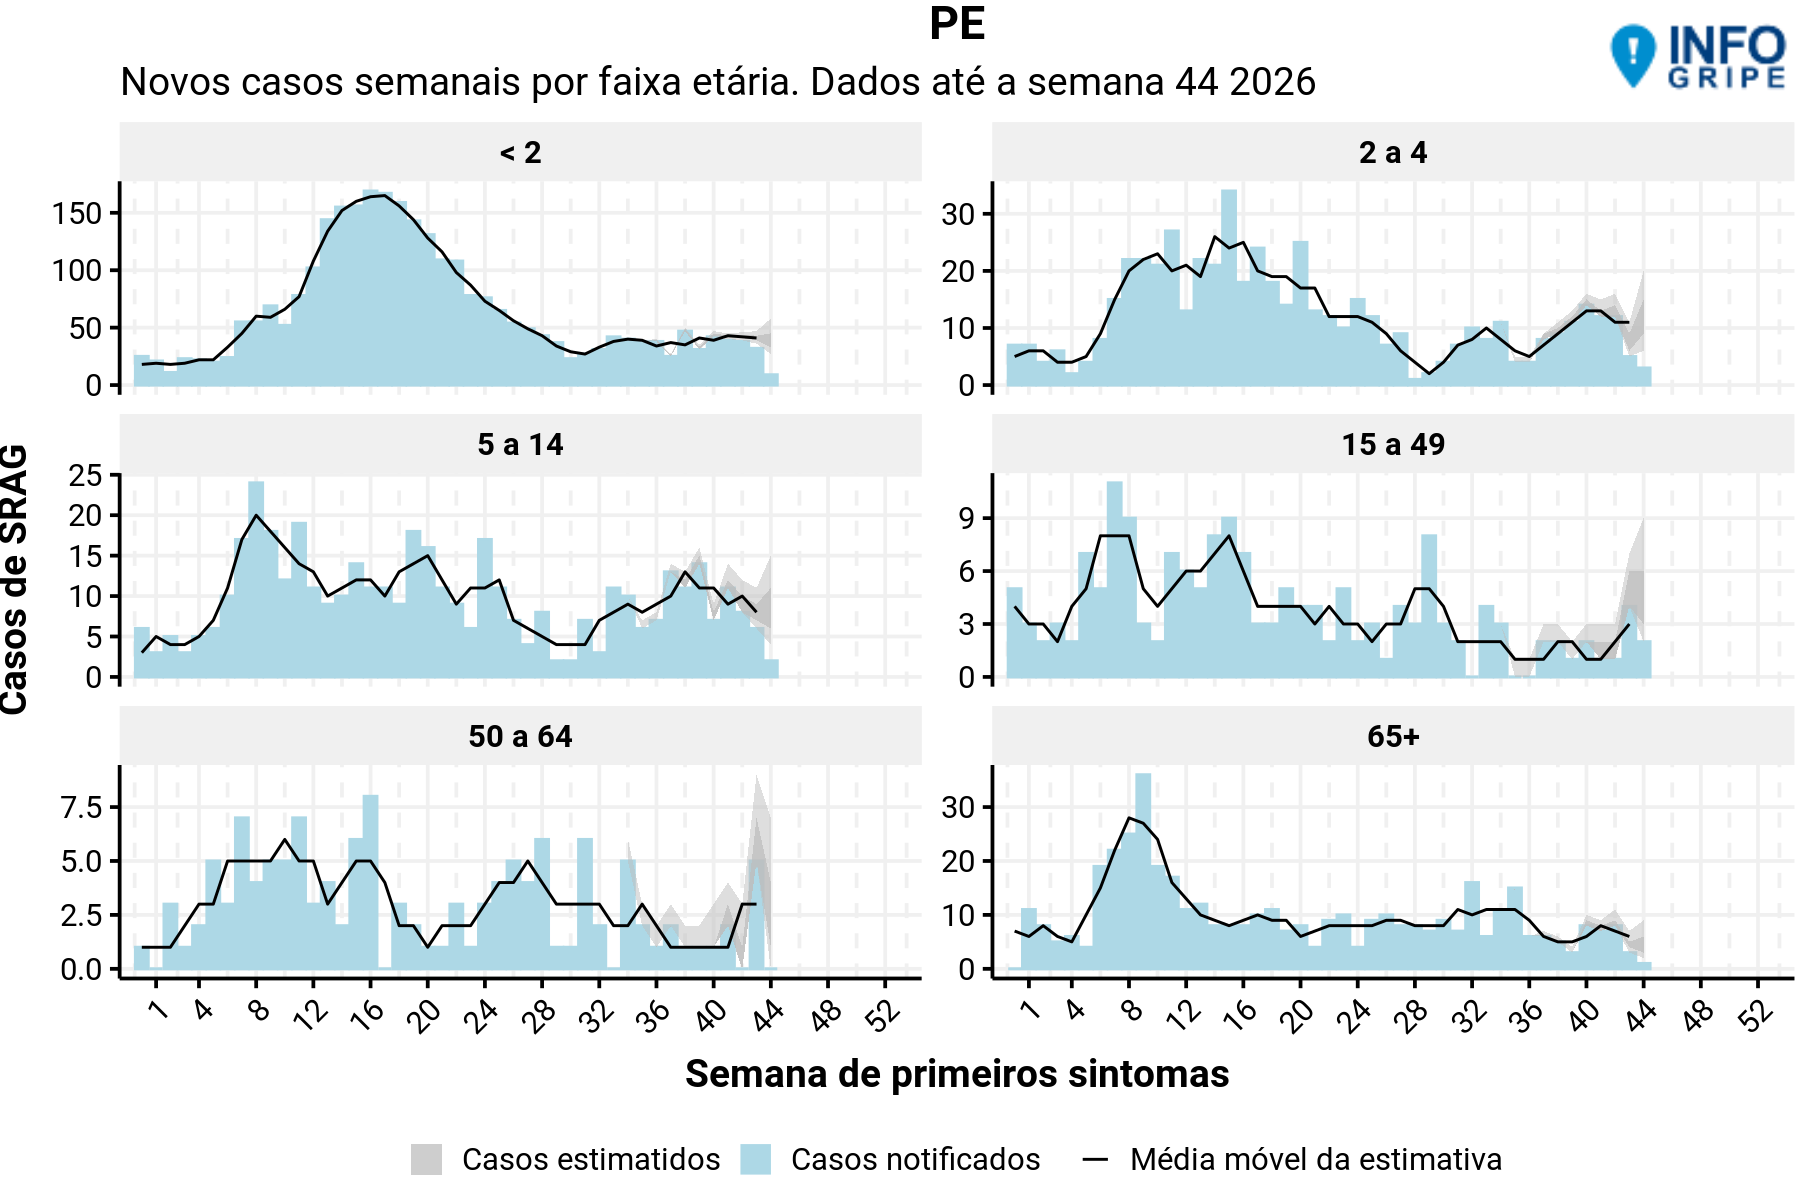 PE
INFO
GRIPE
Novos casos semanais por faixa etária. Dados até a semana 44 2026
< 2
2 a 4
150
100
50
0
30
20
10
0
5 a 14
15 a 49
25
20
15
10
5
0
9
6
3
0
Casos de SRAG
50 a 64
65+
7.5
5.0
2.5
0.0
30
20
10
0
1 4 8 12 16 20 24 28 32 36 40 44 48 52
1 4 8 12 16 20 24 28 32 36 40 44 48 52
Semana de primeiros sintomas
Casos estimatidos Casos notificados Média móvel da estimativa